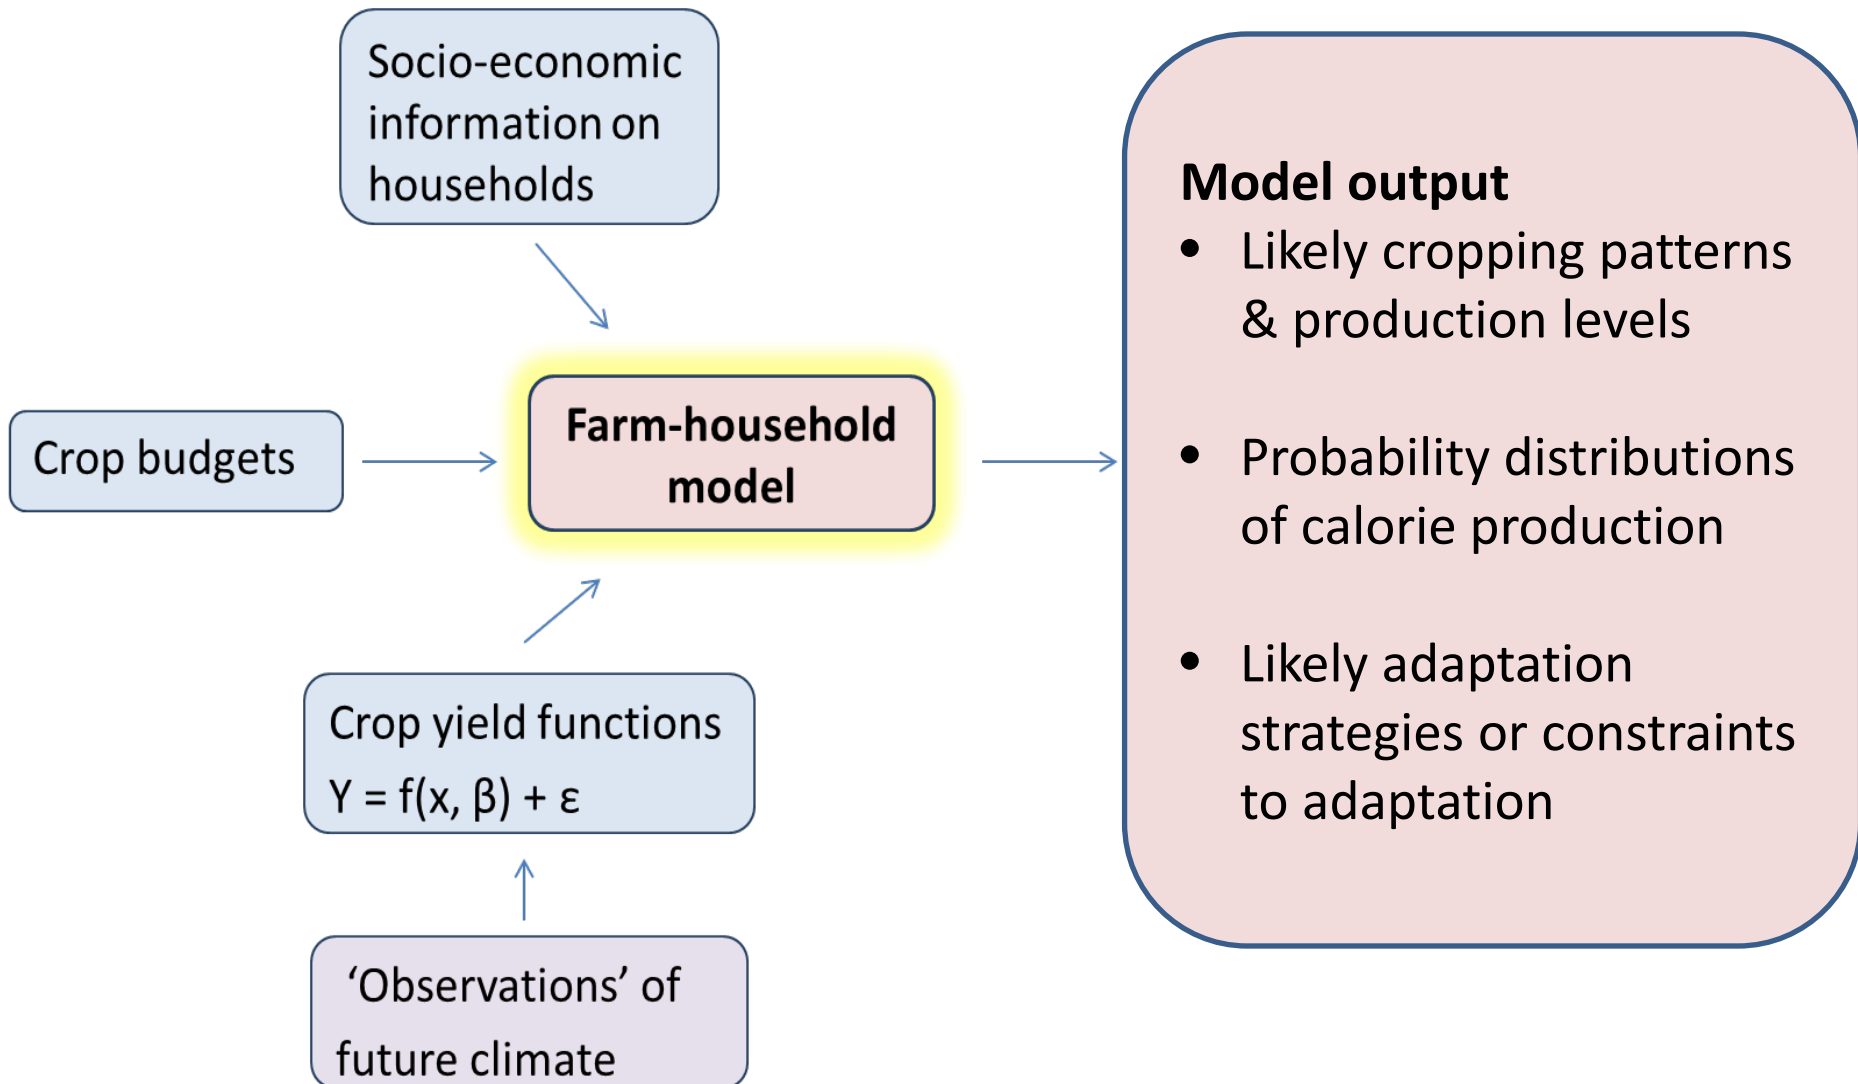 Socio-economic
information on
households
Crop budgets
Farm-household
model
Crop yield functions
Y = f(x, β) + ε
‘Observations’ of
future climate
Model output
• Likely cropping patterns
& production levels
• Probability distributions
of calorie production
• Likely adaptation
strategies or constraints
to adaptation